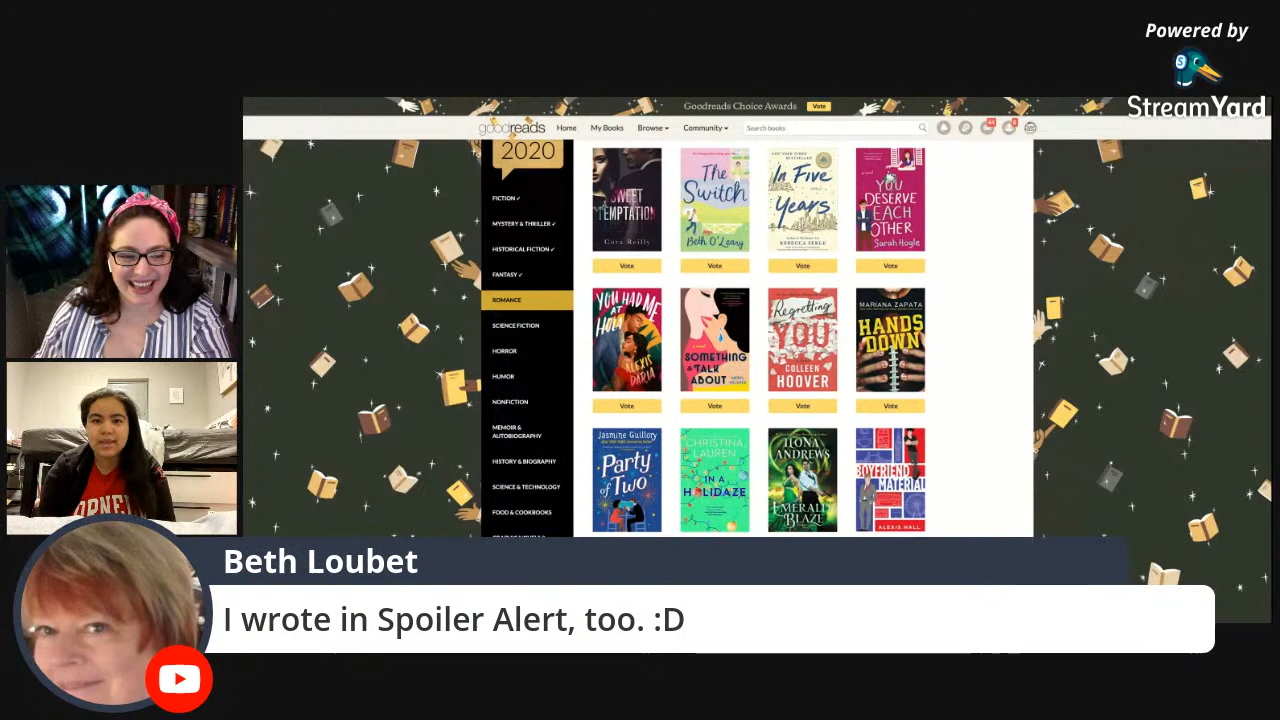 Powered by
StreamYard
Goodreads Choice Awards Vote
goodreads Home My Books Browse Community Search books
2020
FICTION ✓
MYSTERY & THRILLER ✓
HISTORICAL FICTION ✓
FANTASY ✓
ROMANCE
SCIENCE FICTION
HORROR
HUMOR
NONFICTION
MEMOIR &
AUTOBIOGRAPHY
HISTORY & BIOGRAPHY
SCIENCE & TECHNOLOGY
FOOD & COOKBOOKS
SWEET
TEMPTATION
Cora Reilly
The
Switch
Beth O'Leary
In Five
Years
REBECCA SERLE
YOU
DESERVE
EACH
OTHER
Sarah Hogle
Vote Vote Vote Vote
YOU HAD ME
AT HOLA
ALEXIS
DARIA
SOMETHING
TO TALK
ABOUT
Regretting
YOU
COLLEEN
HOOVER
MARIANA ZAPATA
HANDS
DOWN
Vote Vote Vote Vote
Jasmine Guillory
Party
of Two
CHRISTINA
LAUREN
IN A
HOLIDAZE
ILONA
ANDREWS
EMERALD
BLAZE
BOYFRIEND
MATERIAL
ALEXIS HALL
Beth Loubet
I wrote in Spoiler Alert, too. :D